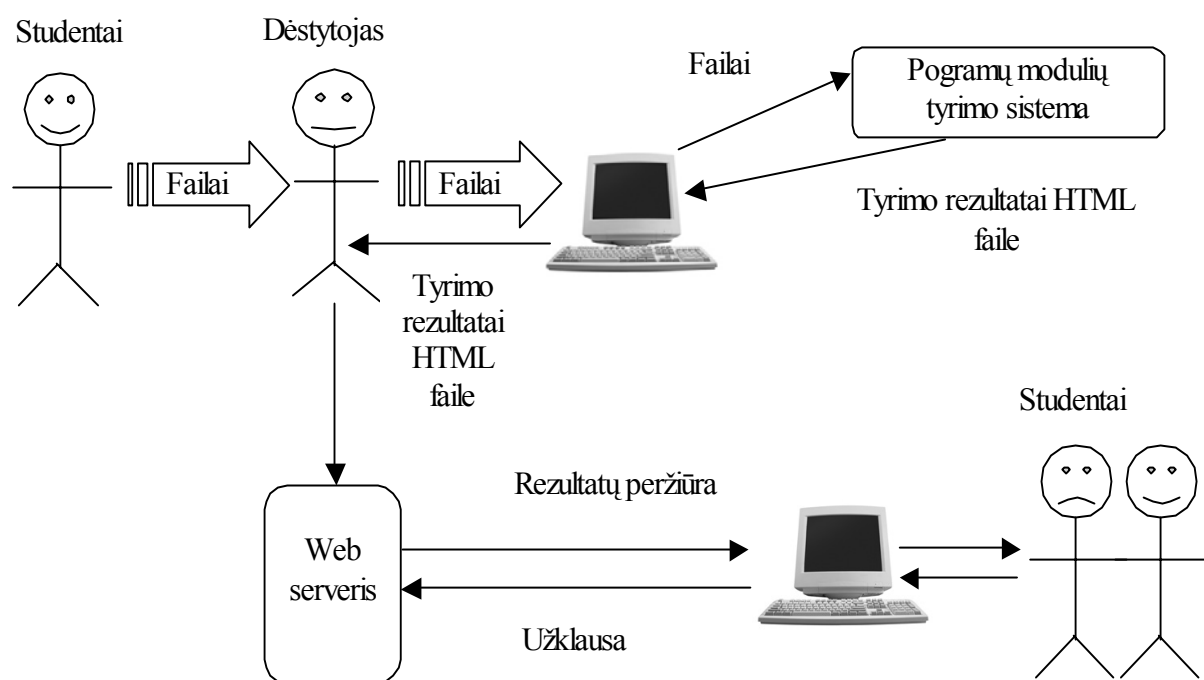 Studentai
Dėstytojas
Failai
Pogramų modulių
tyrimo sistema
Failai
Failai
Tyrimo rezultatai HTML
faile
Tyrimo
rezultatai
HTML
faile
Studentai
Rezultatų peržiūra
Web
serveris
Užklausa